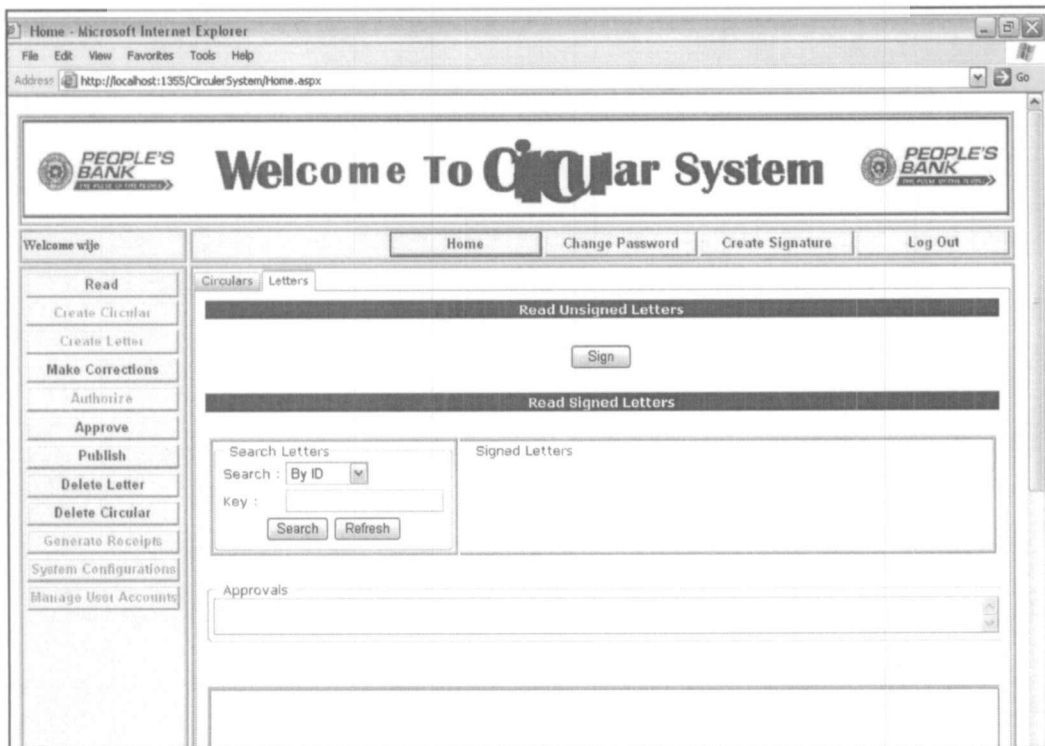 Home - Microsoft Internet Explorer
File Edit View Favorites Tools Help
Address http://localhost:1355/CirculerSystem/Home.aspx Go
PEOPLE'S BANK
Welcome To Circular System
PEOPLE'S BANK
Welcome wije
Home Change Password Create Signature Log Out
Read
Create Circular
Create Letter
Make Corrections
Authorize
Approve
Publish
Delete Letter
Delete Circular
Generate Receipts
System Configurations
Manage User Accounts
Circulars Letters
Read Unsigned Letters
Sign
Read Signed Letters
Search Letters
Search : By ID
Key :
Search Refresh
Signed Letters
Approvals